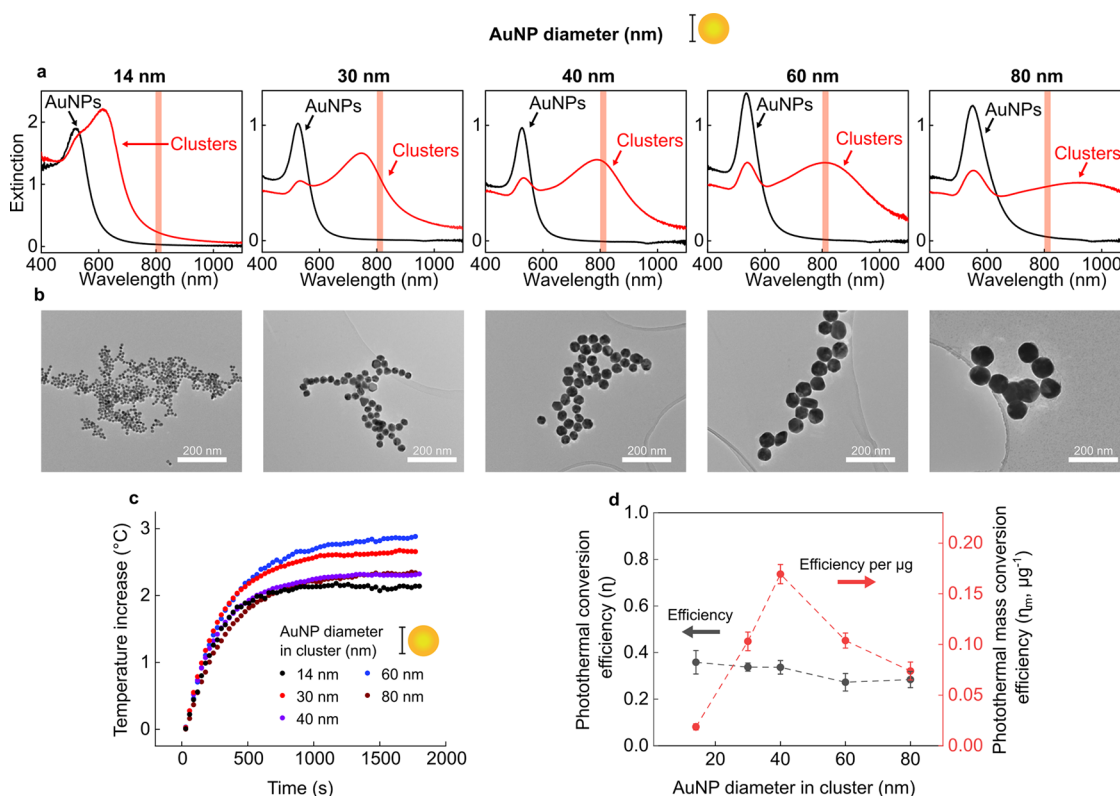 AuNP diameter (nm)
a
14 nm
30 nm
40 nm
60 nm
80 nm
AuNPs
Clusters
AuNPs
Clusters
AuNPs
Clusters
AuNPs
Clusters
AuNPs
Clusters
Extinction
2
1
0
1
0
1
0
1
0
1
0
400 600 800 1000
400 600 800 1000
400 600 800 1000
400 600 800 1000
400 600 800 1000
Wavelength (nm)
Wavelength (nm)
Wavelength (nm)
Wavelength (nm)
Wavelength (nm)
b
200 nm
200 nm
200 nm
200 nm
200 nm
c
Temperature increase (°C)
3
2
1
0
AuNP diameter
in cluster (nm)
14 nm
60 nm
30 nm
80 nm
40 nm
0 500 1000 1500 2000
Time (s)
d
Photothermal conversion
efficiency (η)
1.0
0.8
0.6
0.4
0.2
0.0
Efficiency
Efficiency per µg
0.20
0.15
0.10
0.05
0.00
Photothermal mass conversion
efficiency (ηm, µg-1)
20 40 60 80
AuNP diameter in cluster (nm)